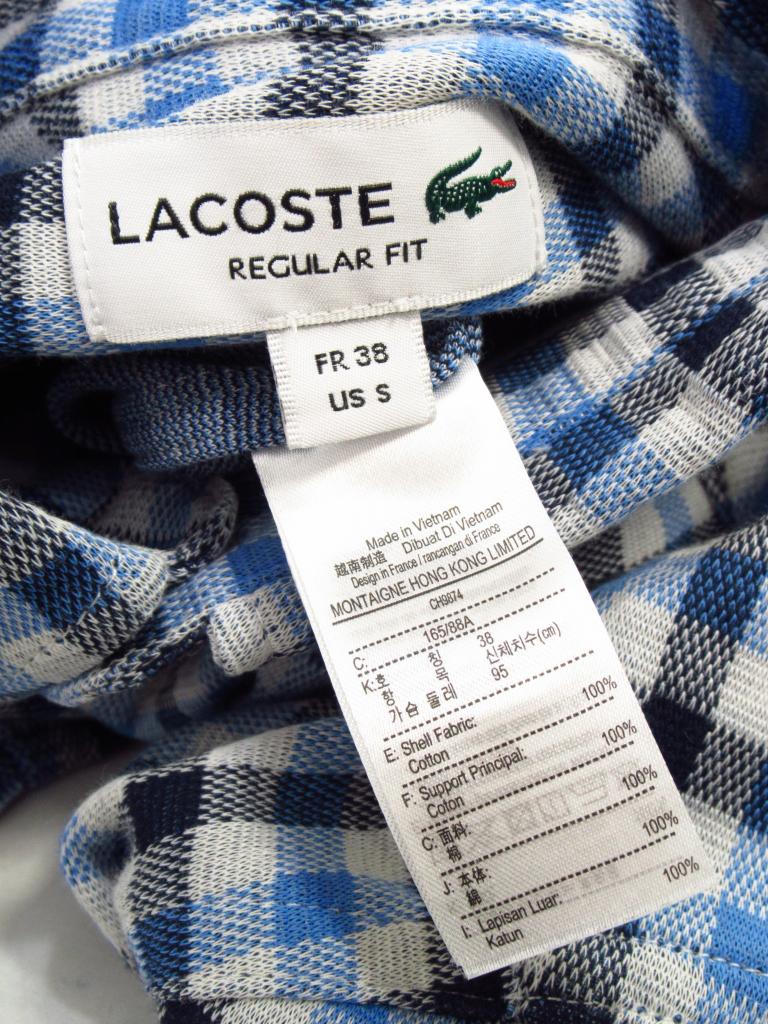 LACOSTE
REGULAR FIT
FR 38
US S
Made in Vietnam
越南制造 Dibuat Di Vietnam
Design in France / rancangan di France
MONTAIGNE HONG KONG LIMITED
CH9874
C: 165/88A
K:호 칭 38
항 목 신체치수(cm)
가슴 둘레 95
E: Shell Fabric:
Cotton 100%
F: Support Principal:
Coton 100%
C: 面料:
棉 100%
J: 本体:
綿 100%
I: Lapisan Luar:
Katun 100%